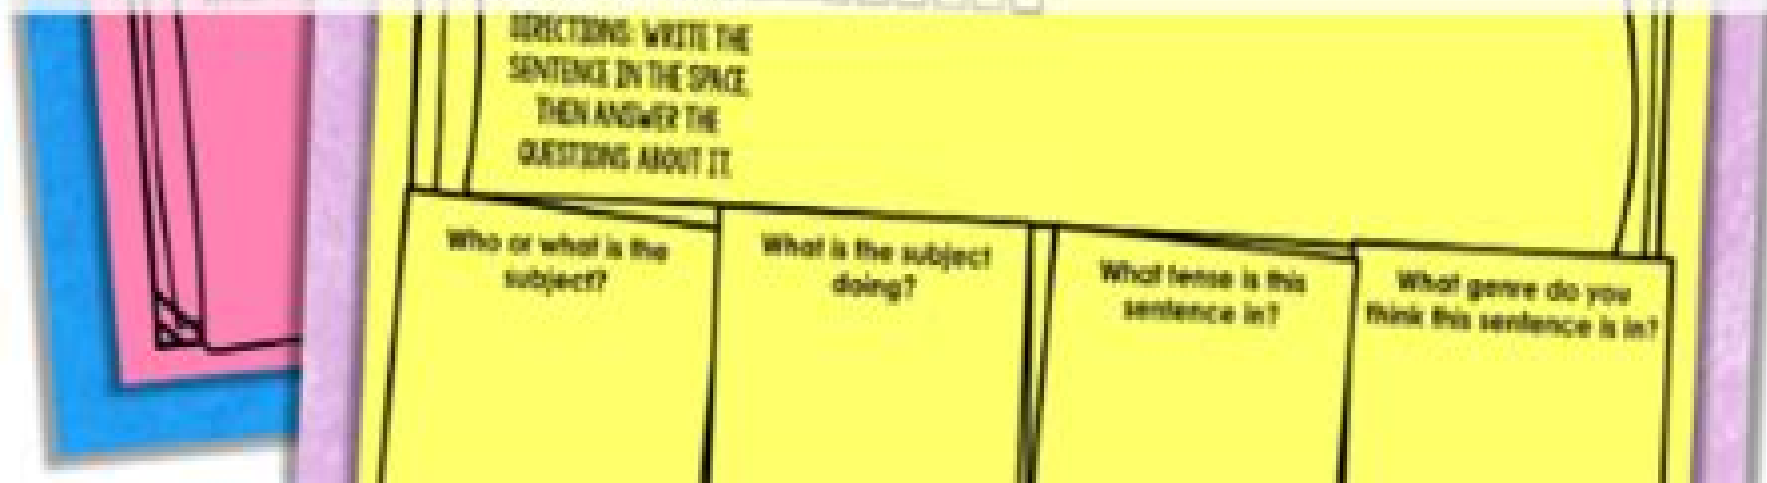 DIRECTIONS: WRITE THE
SENTENCE IN THE SPACE,
THEN ANSWER THE
QUESTIONS ABOUT IT.
Who or what is the
subject?
What is the subject
doing?
What tense is this
sentence in?
What genre do you
think this sentence is in?